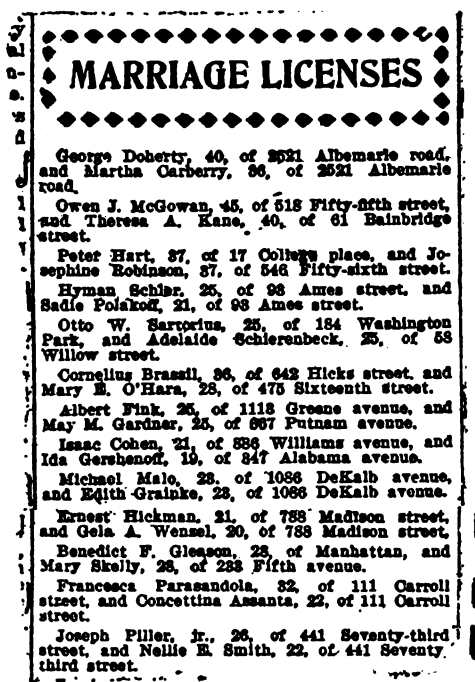 MARRIAGE LICENSES
George Doherty, 40, of 2521 Albemarle road,
and Martha Carberry, 36, of 2521 Albemarle
road.
Owen J. McGowan, 45, of 518 Fifty-fifth street,
and Theresa A. Kane, 40, of 61 Bainbridge
street.
Peter Hart, 37, of 17 College place, and Jo-
sephine Robinson, 37, of 546 Fifty-sixth street.
Hyman Schler, 25, of 93 Ames street, and
Sadie Polakoff, 21, of 93 Ames street.
Otto W. Sartorius, 25, of 184 Washington
Park, and Adelaide Schierenbeck, 25, of 58
Willow street.
Cornelius Brassil, 36, of 642 Hicks street, and
Mary E. O'Hara, 28, of 475 Sixteenth street.
Albert Fink, 25, of 1118 Greene avenue, and
May M. Gardner, 25, of 667 Putnam avenue.
Isaac Cohen, 21, of 886 Williams avenue, and
Ida Gershenoff, 19, of 847 Alabama avenue.
Michael Malo, 23, of 1086 DeKalb avenue,
and Edith Grainke, 23, of 1086 DeKalb avenue.
Ernest Hickman, 21, of 788 Madison street,
and Gela A. Wensel, 20, of 788 Madison street.
Benedict F. Gleason, 28, of Manhattan, and
Mary Skelly, 28, of 233 Fifth avenue.
Francesca Parasandola, 32, of 111 Carroll
street, and Concettina Assanta, 22, of 111 Carroll
street.
Joseph Piller, jr., 26, of 441 Seventy-third
street, and Nellie E. Smith, 22, of 441 Seventy
third street.